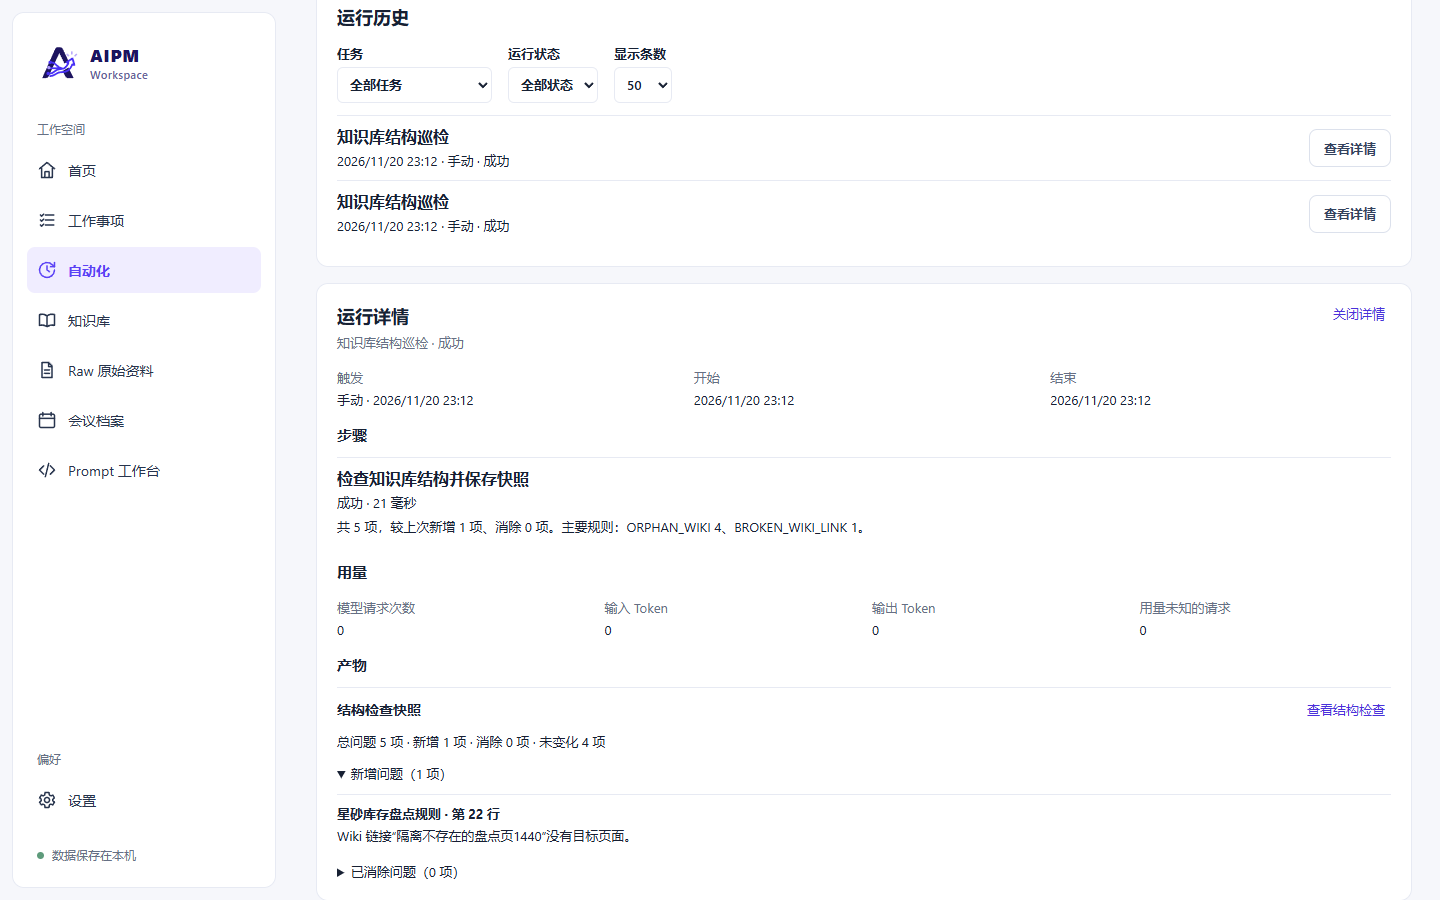 AIPM
Workspace
工作空间
首页
工作事项
自动化
知识库
Raw 原始资料
会议档案
Prompt 工作台
偏好
设置
数据保存在本机
运行历史
任务 运行状态 显示条数
全部任务 全部状态 50
知识库结构巡检
2026/11/20 23:12 · 手动 · 成功
查看详情
知识库结构巡检
2026/11/20 23:12 · 手动 · 成功
查看详情
运行详情
关闭详情
知识库结构巡检 · 成功
触发 开始 结束
手动 · 2026/11/20 23:12 2026/11/20 23:12 2026/11/20 23:12
步骤
检查知识库结构并保存快照
成功 · 21 毫秒
共 5 项，较上次新增 1 项、消除 0 项。主要规则：ORPHAN_WIKI 4、BROKEN_WIKI_LINK 1。
用量
模型请求次数 输入 Token 输出 Token 用量未知的请求
0 0 0 0
产物
结构检查快照
查看结构检查
总问题 5 项 · 新增 1 项 · 消除 0 项 · 未变化 4 项
▼ 新增问题（1 项）
星砂库存盘点规则 · 第 22 行
Wiki 链接“隔离不存在的盘点页1440”没有目标页面。
▶ 已消除问题（0 项）